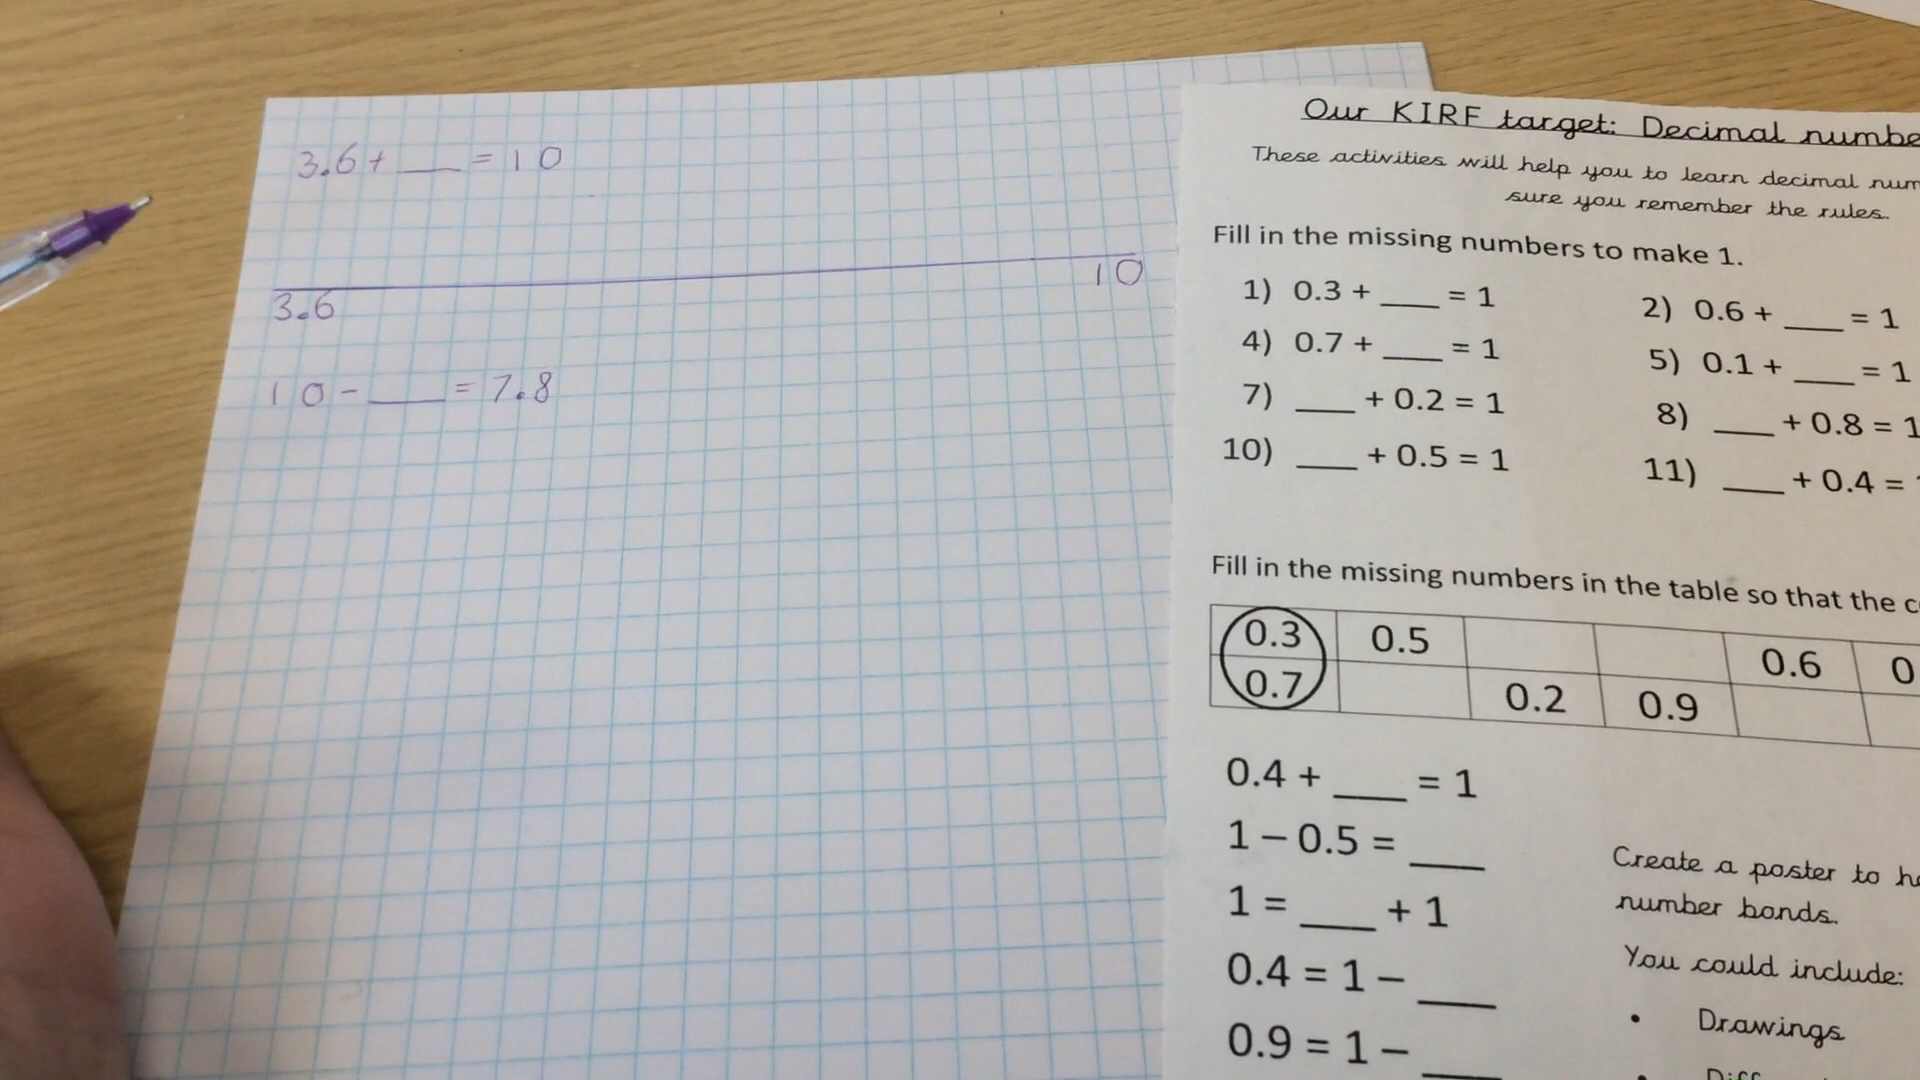 3.6 + ___ = 10
3.6 10
10 - ___ = 7.8
Our KIRF target: Decimal
These activities will help you to learn decimal
sure you remember the rules.
Fill in the missing numbers to make 1.
1) 0.3 + ___ = 1 2) 0.6 + ___ = 1
4) 0.7 + ___ = 1 5) 0.1 + ___ = 1
7) ___ + 0.2 = 1 8) ___ + 0.8 = 1
10) ___ + 0.5 = 1 11) ___ + 0.4 =
Fill in the missing numbers in the table so that the
0.3 0.5 0.6 0
0.7 0.2 0.9
0.4 + ___ = 1
1 – 0.5 = ___
1 = ___ + 1
0.4 = 1 – ___
0.9 = 1 – ___
Create a poster to
number bonds.
You could include:
• Drawings